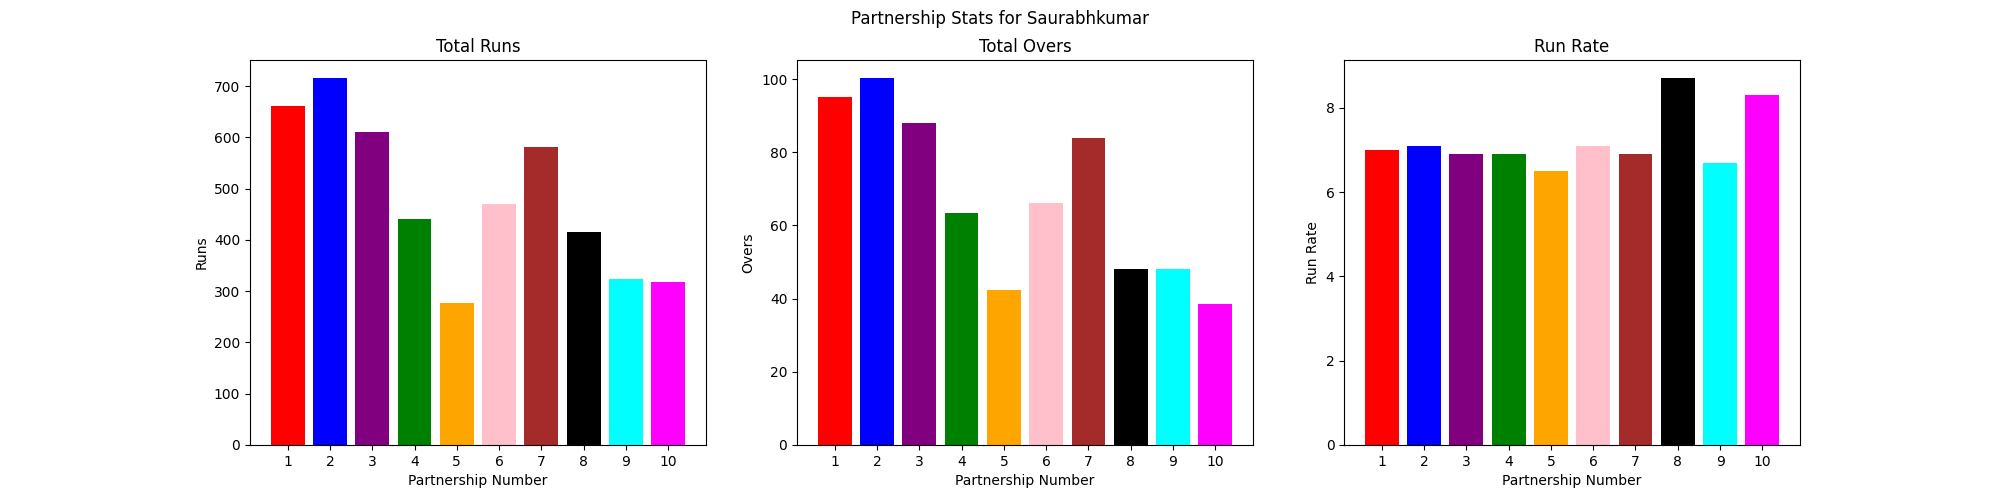 Partnership Stats for Saurabhkumar
Total Runs
Runs
700
600
500
400
300
200
100
0
1 2 3 4 5 6 7 8 9 10
Partnership Number
Total Overs
Overs
100
80
60
40
20
0
1 2 3 4 5 6 7 8 9 10
Partnership Number
Run Rate
Run Rate
8
6
4
2
0
1 2 3 4 5 6 7 8 9 10
Partnership Number